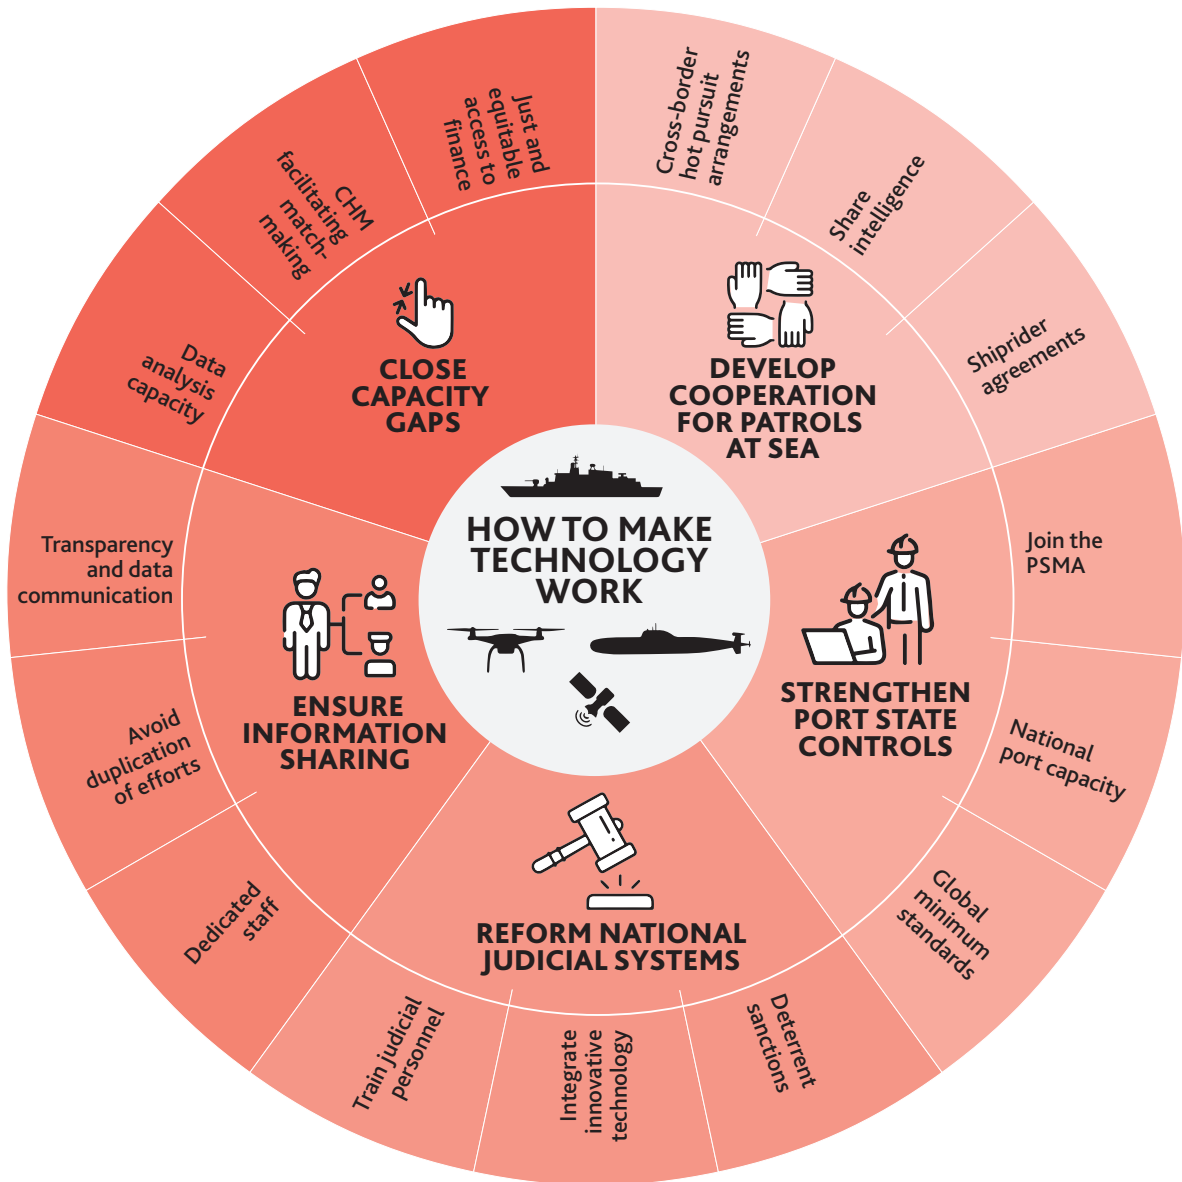 HOW TO MAKE
TECHNOLOGY
WORK
DEVELOP
COOPERATION
FOR PATROLS
AT SEA
Cross-border
hot pursuit
arrangements
Share
intelligence
Shiprider
agreements
STRENGTHEN
PORT STATE
CONTROLS
Join the
PSMA
National
port capacity
Global
minimum
standards
REFORM NATIONAL
JUDICIAL SYSTEMS
Deterrent
sanctions
Integrate
innovative
technology
Train judicial
personnel
ENSURE
INFORMATION
SHARING
Dedicated
staff
Avoid
duplication
of efforts
Transparency
and data
communication
CLOSE
CAPACITY
GAPS
Data
analysis
capacity
CHM
facilitating
match-
making
Just and
equitable
access to
finance